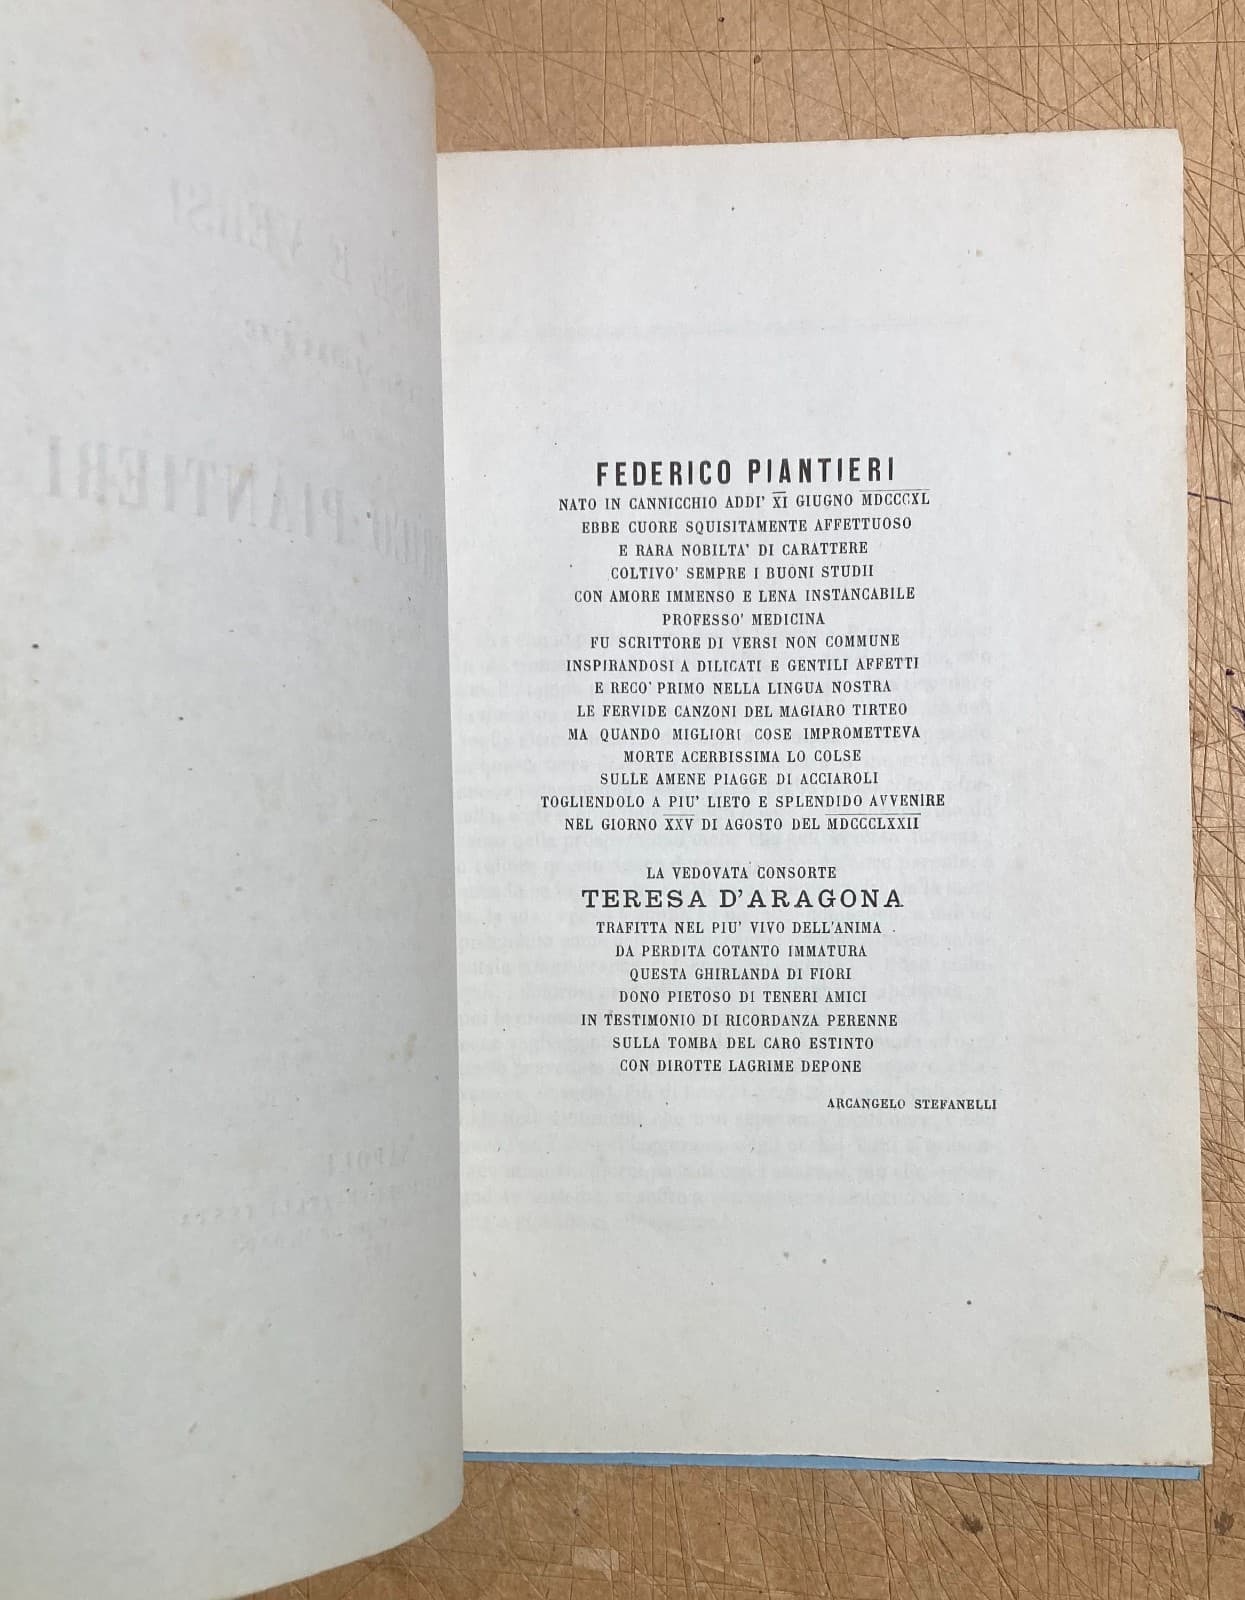 FEDERICO PIANTIERI
NATO IN CANNICCHIO ADDI' XI GIUGNO MDCCCXL
EBBE CUORE SQUISITAMENTE AFFETTUOSO
E RARA NOBILTA' DI CARATTERE
COLTIVO' SEMPRE I BUONI STUDII
CON AMORE IMMENSO E LENA INSTANCABILE
PROFESSO' MEDICINA
FU SCRITTORE DI VERSI NON COMMUNE
INSPIRANDOSI A DILICATI E GENTILI AFFETTI
E RECO' PRIMO NELLA LINGUA NOSTRA
LE FERVIDE CANZONI DEL MAGIARO TIRTEO
MA QUANDO MIGLIORI COSE IMPROMETTEVA
MORTE ACERBISSIMA LO COLSE
SULLE AMENE PIAGGE DI ACCIAROLI
TOGLIENDOLO A PIU' LIETO E SPLENDIDO AVVENIRE
NEL GIORNO XXV DI AGOSTO DEL MDCCCLXXII
LA VEDOVATA CONSORTE
TERESA D'ARAGONA
TRAFITTA NEL PIU' VIVO DELL'ANIMA
DA PERDITA COTANTO IMMATURA
QUESTA GHIRLANDA DI FIORI
DONO PIETOSO DI TENERI AMICI
IN TESTIMONIO DI RICORDANZA PERENNE
SULLA TOMBA DEL CARO ESTINTO
CON DIROTTE LAGRIME DEPONE
ARCANGELO STEFANELLI